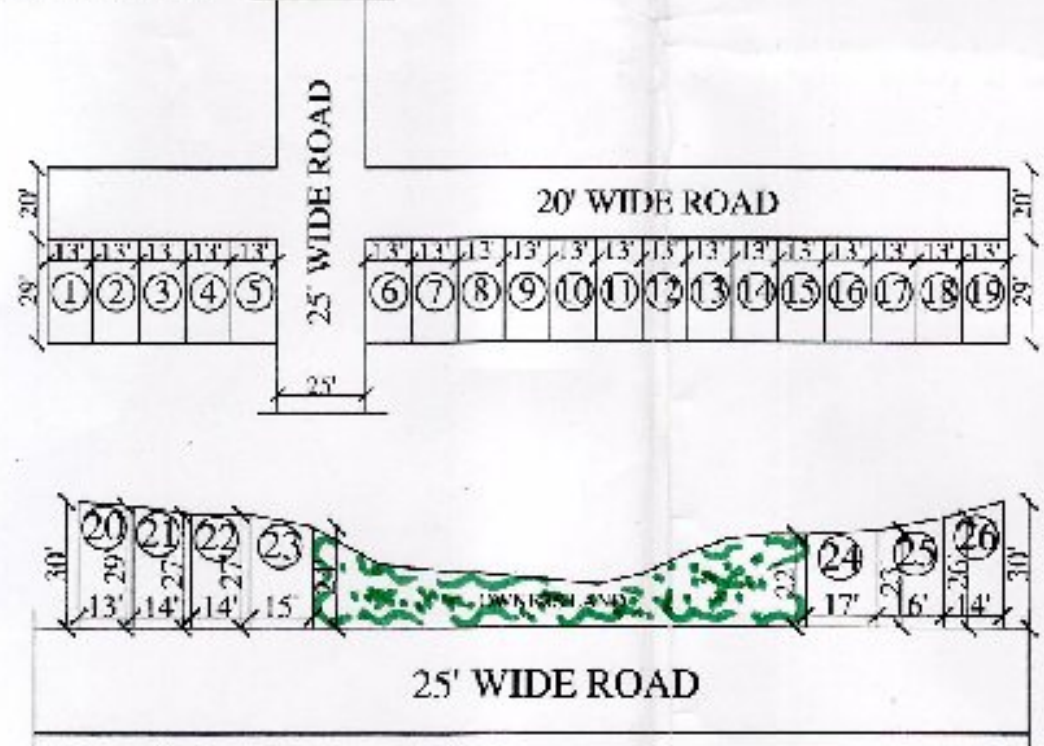 25' WIDE ROAD
20' WIDE ROAD
20'
20'
13' 13' 13' 13' 13' 13' 13' 13' 13' 13' 13' 13' 13' 13' 13' 13' 13' 13' 13'
29'
1 2 3 4 5 6 7 8 9 10 11 12 13 14 15 16 17 18 19
29'
25'
20 21 22 23 24 25 26
30' 29' 27' 27' 24' 22' 23' 26' 30'
13' 14' 14' 15' 17' 16' 14'
OWNER LAND
25' WIDE ROAD